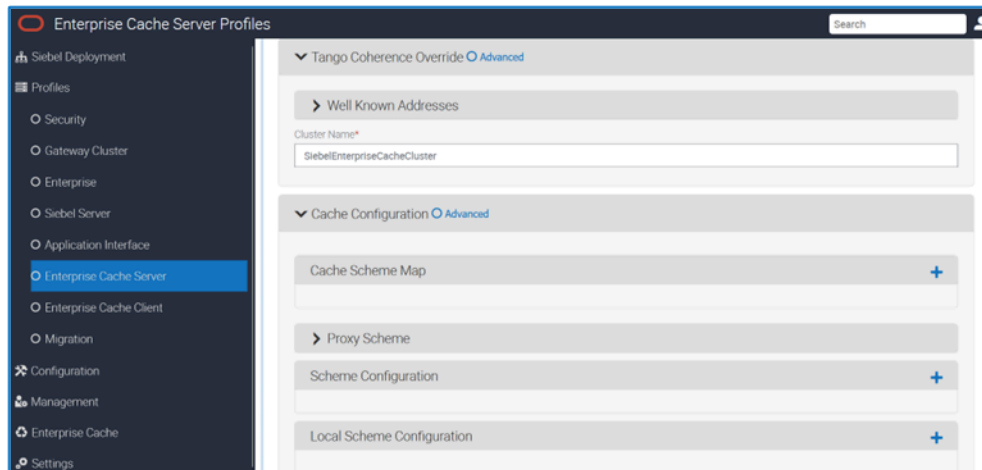 Enterprise Cache Server Profiles
Search
Siebel Deployment
Profiles
Security
Gateway Cluster
Enterprise
Siebel Server
Application Interface
Enterprise Cache Server
Enterprise Cache Client
Migration
Configuration
Management
Enterprise Cache
Settings
Tango Coherence Override Advanced
Well Known Addresses
Cluster Name*
SiebelEnterpriseCacheCluster
Cache Configuration Advanced
Cache Scheme Map
Proxy Scheme
Scheme Configuration
Local Scheme Configuration